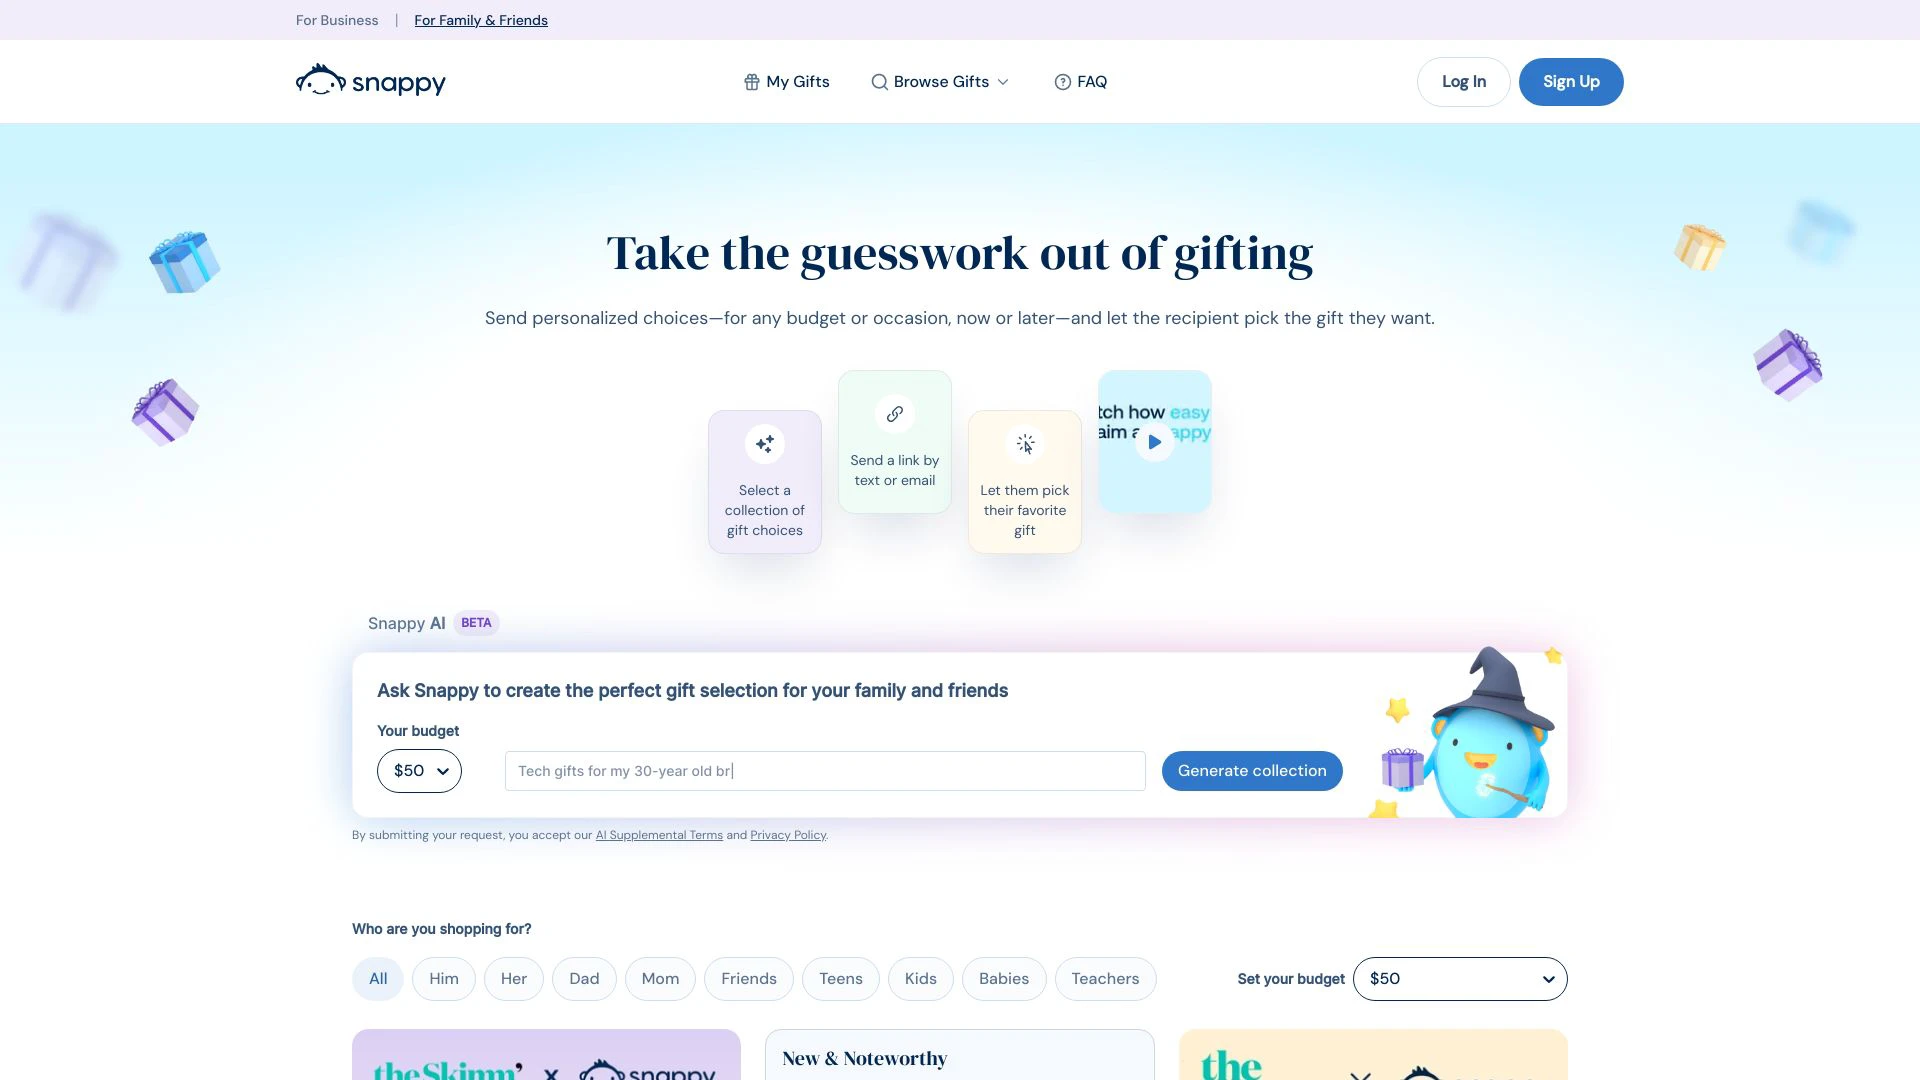 For Business | For Family & Friends
snappy
My Gifts
Browse Gifts
FAQ
Log In
Sign Up
Take the guesswork out of gifting
Send personalized choices—for any budget or occasion, now or later—and let the recipient pick the gift they want.
Select a
collection of
gift choices
Send a link by
text or email
Let them pick
their favorite
gift
tch how easy
aim a
appy
Snappy AI BETA
Ask Snappy to create the perfect gift selection for your family and friends
Your budget
$50
Tech gifts for my 30-year old br
Generate collection
By submitting your request, you accept our AI Supplemental Terms and Privacy Policy.
Who are you shopping for?
All
Him
Her
Dad
Mom
Friends
Teens
Kids
Babies
Teachers
Set your budget
$50
theSkimm' X snappy
New & Noteworthy
the